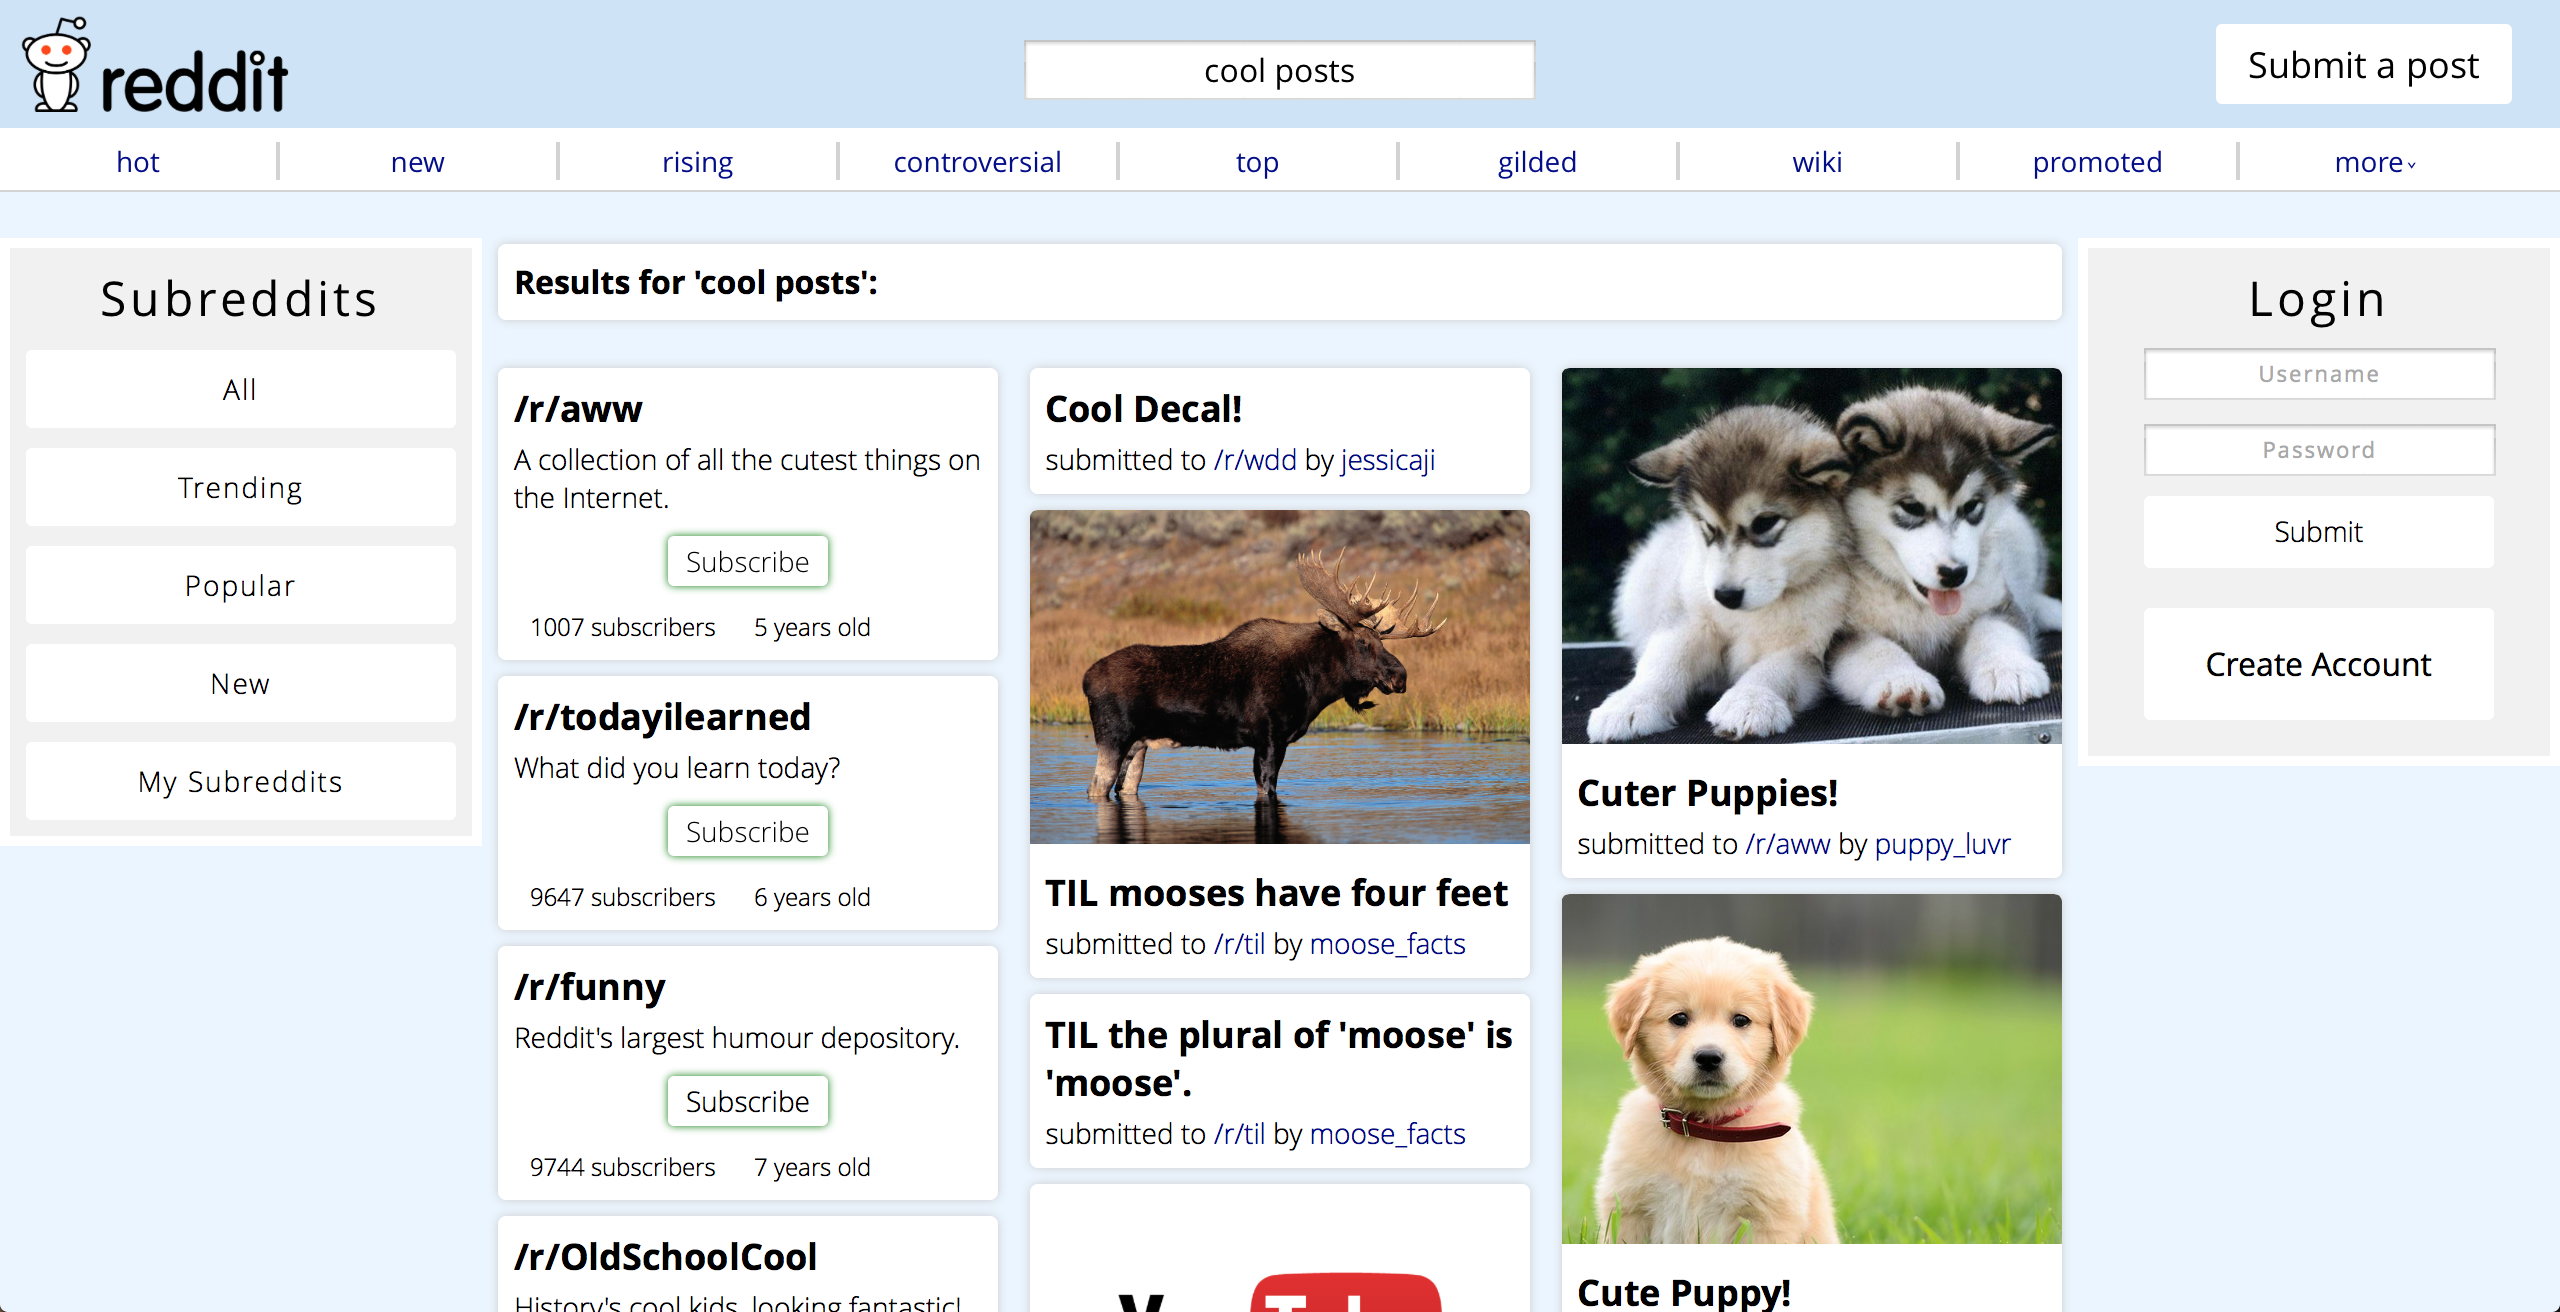 reddit
cool posts
Submit a post
hot
new
rising
controversial
top
gilded
wiki
promoted
more
Subreddits
All
Trending
Popular
New
My Subreddits
Results for 'cool posts':
/r/aww
A collection of all the cutest things on
the Internet.
Subscribe
1007 subscribers 5 years old
/r/todayilearned
What did you learn today?
Subscribe
9647 subscribers 6 years old
/r/funny
Reddit's largest humour depository.
Subscribe
9744 subscribers 7 years old
/r/OldSchoolCool
History's cool kids, looking fantastic!
Cool Decal!
submitted to /r/wdd by jessicaji
TIL mooses have four feet
submitted to /r/til by moose_facts
TIL the plural of 'moose' is
'moose'.
submitted to /r/til by moose_facts
Cuter Puppies!
submitted to /r/aww by puppy_luvr
Cute Puppy!
Login
Username
Password
Submit
Create Account